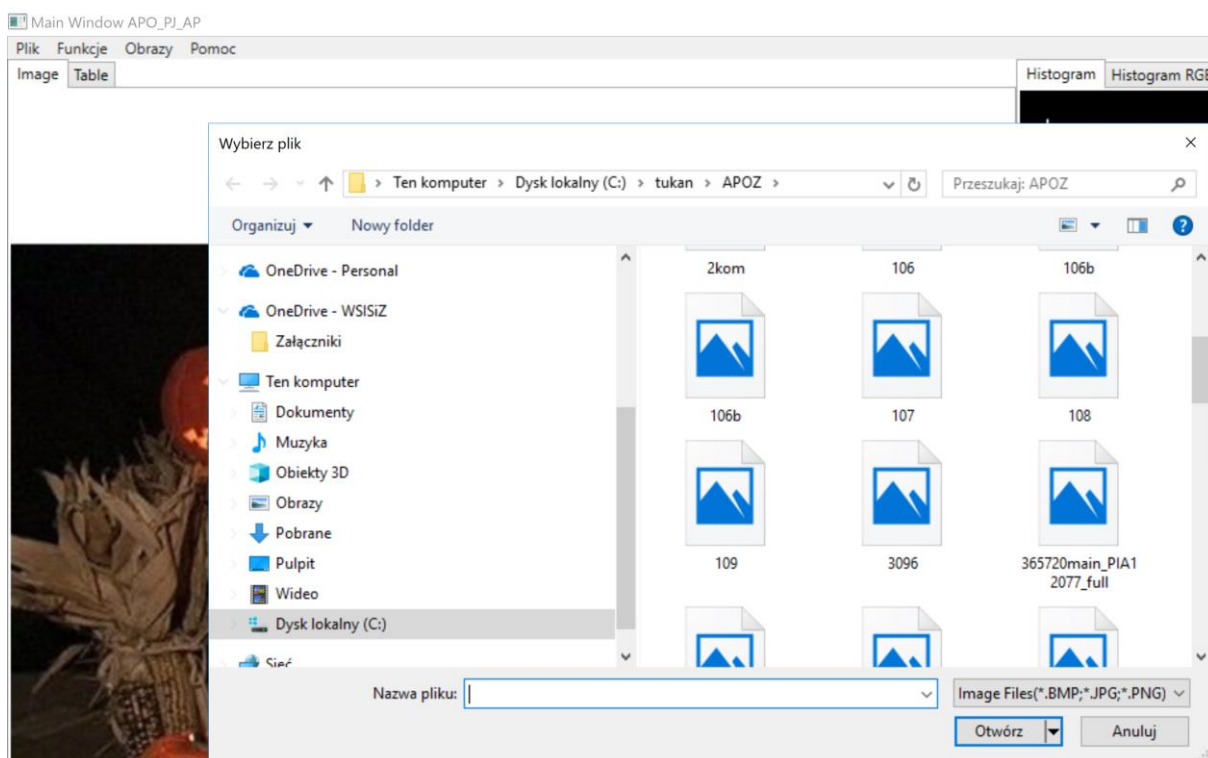 Main Window APO_PJ_AP
Plik Funkcje Obrazy Pomoc
Image Table
Histogram Histogram RGB
Wybierz plik
Ten komputer > Dysk lokalny (C:) > tukan > APOZ >
Przeszukaj: APOZ
Organizuj Nowy folder
OneDrive - Personal
OneDrive - WSISiZ
Załączniki
Ten komputer
Dokumenty
Muzyka
Obiekty 3D
Obrazy
Pobrane
Pulpit
Wideo
Dysk lokalny (C:)
Sieć
2kom 106 106b
106b 107 108
109 3096 365720main_PIA1
2077_full
Nazwa pliku:
Image Files(*.BMP;*.JPG;*.PNG)
Otwórz Anuluj